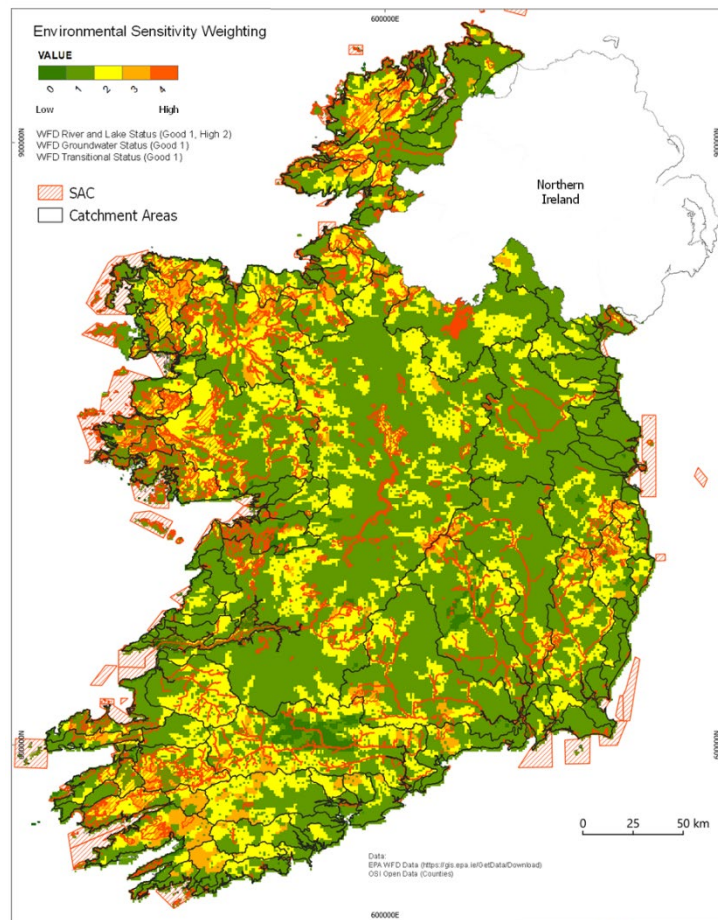 600000E
Environmental Sensitivity Weighting
VALUE
0 1 2 3 4
Low High
WFD River and Lake Status (Good 1, High 2)
WFD Groundwater Status (Good 1)
WFD Transitional Status (Good 1)
900000N
900000N
SAC
Catchment Areas
Northern
Ireland
0 25 50 km
Data:
EPA WFD Data (https://gis.epa.ie/GetData/Download)
OSI Open Data (Counties)
600000E